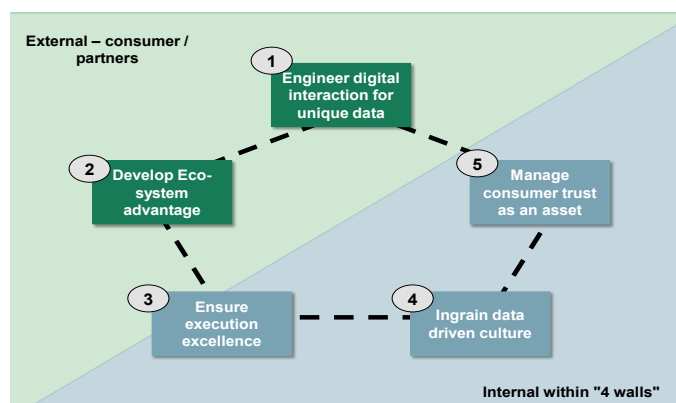 External – consumer /
partners
1
Engineer digital
interaction for
unique data
2
Develop Eco-
system
advantage
5
Manage
consumer trust
as an asset
3
Ensure
execution
excellence
4
Ingrain data
driven culture
Internal within "4 walls"